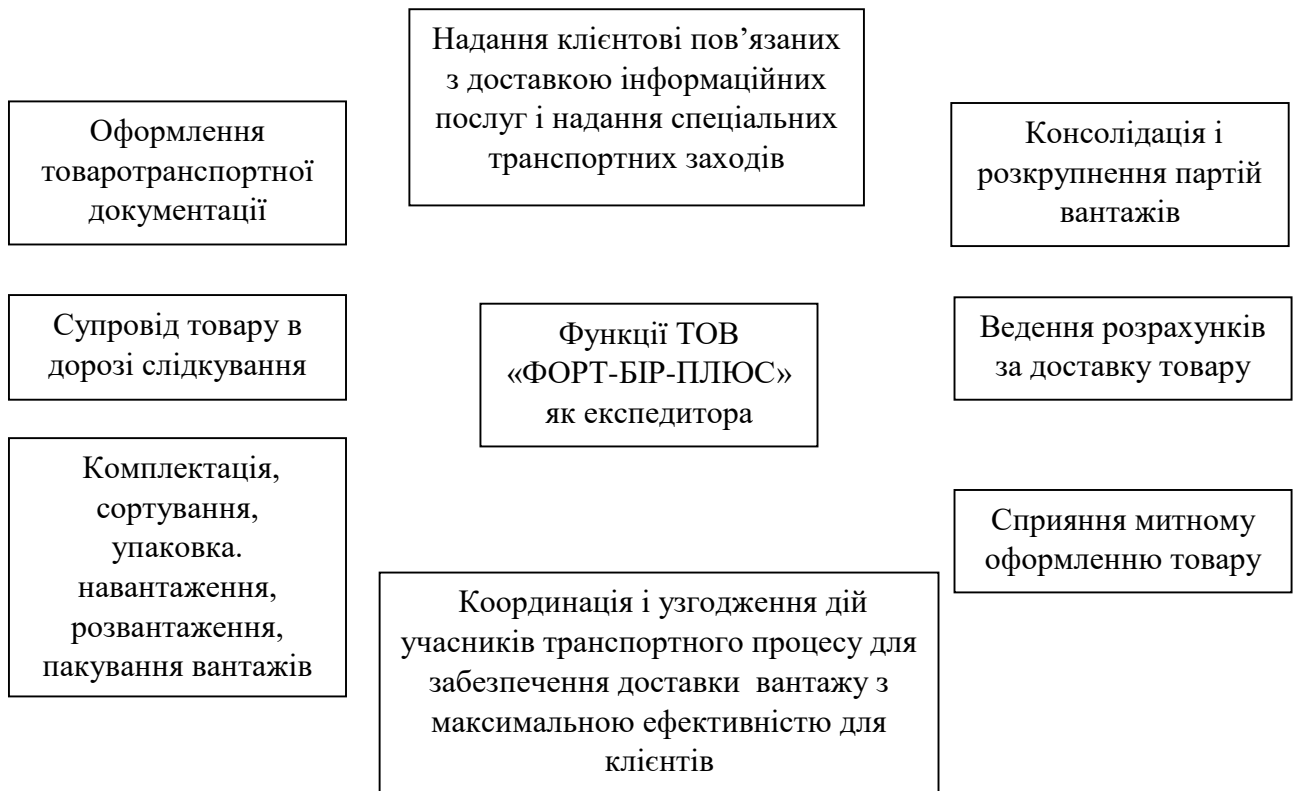 Надання клієнтові пов’язаних
з доставкою інформаційних
послуг і надання спеціальних
транспортних заходів
Оформлення
товаротранспортної
документації
Консолідація і
розкрупнення партій
вантажів
Супровід товару в
дорозі слідкування
Функції ТОВ
«ФОРТ-БІР-ПЛЮС»
як експедитора
Ведення розрахунків
за доставку товару
Комплектація,
сортування,
упаковка.
навантаження,
розвантаження,
пакування вантажів
Сприяння митному
оформленню товару
Координація і узгодження дій
учасників транспортного процесу для
забезпечення доставки  вантажу з
максимальною ефективністю для
клієнтів